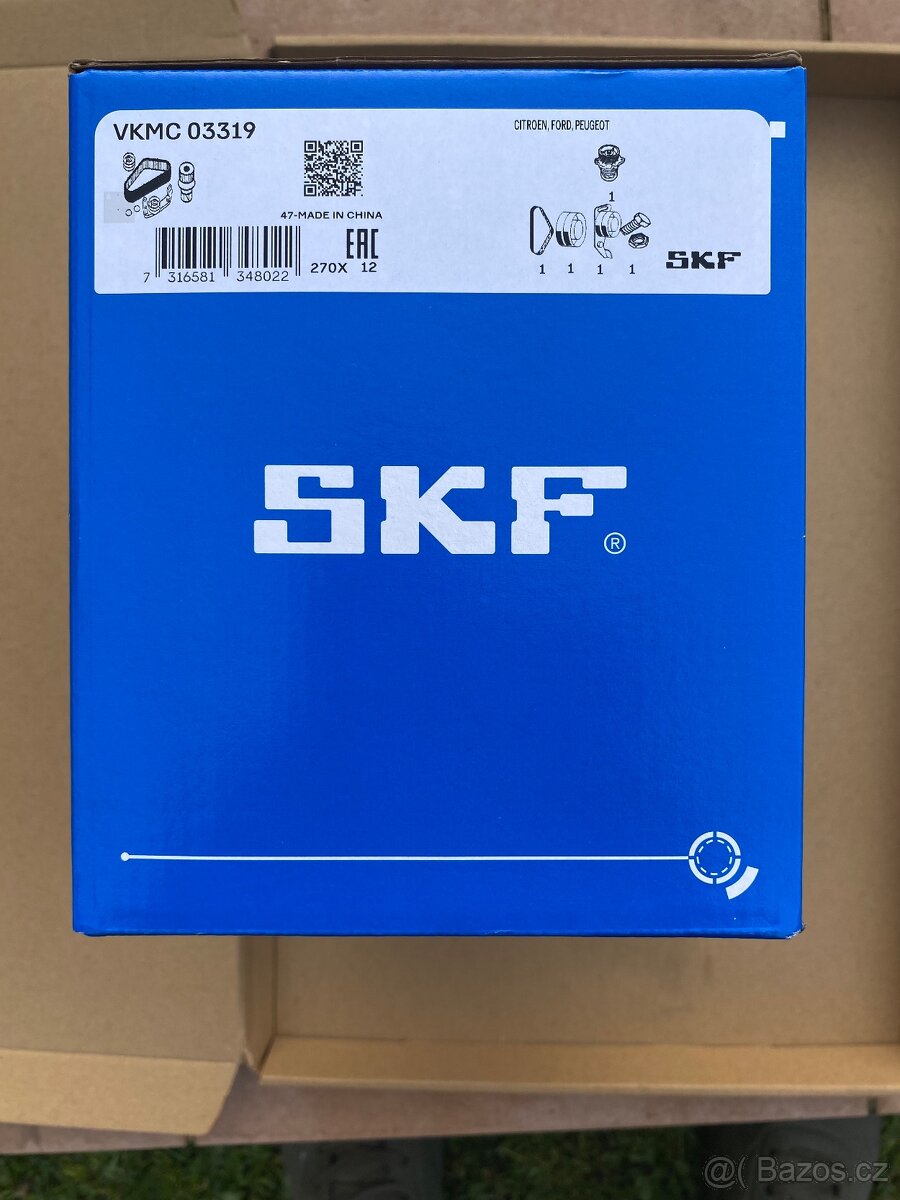 VKMC 03319
CITROEN, FORD, PEUGEOT
47-MADE IN CHINA
1
EAC
7 316581 348022
270X 12
1 1 1 1
SKF
SKF®
@( Bazos.cz